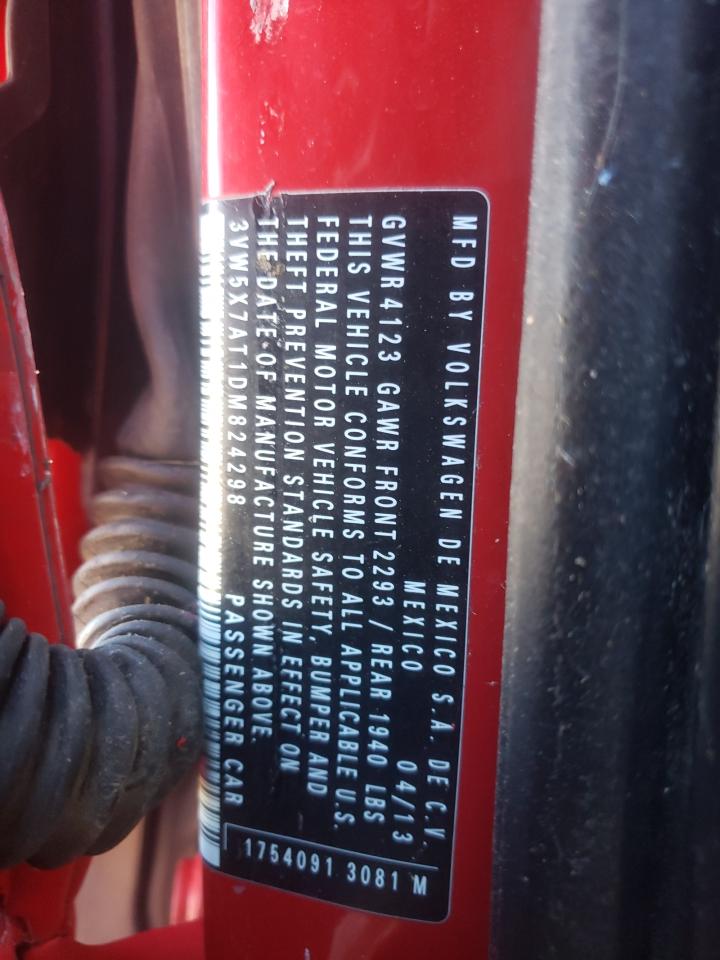 MFD BY VOLKSWAGEN DE MEXICO S.A. DE C.V.
MEXICO 04/13
GVWR 4123 GAWR FRONT 2293 / REAR 1940 LBS
THIS VEHICLE CONFORMS TO ALL APPLICABLE U.S.
FEDERAL MOTOR VEHICLE SAFETY, BUMPER AND
THEFT PREVENTION STANDARDS IN EFFECT ON
THE DATE OF MANUFACTURE SHOWN ABOVE.
3VW5X7AT1DM824298 PASSENGER CAR
1754091 3081 M